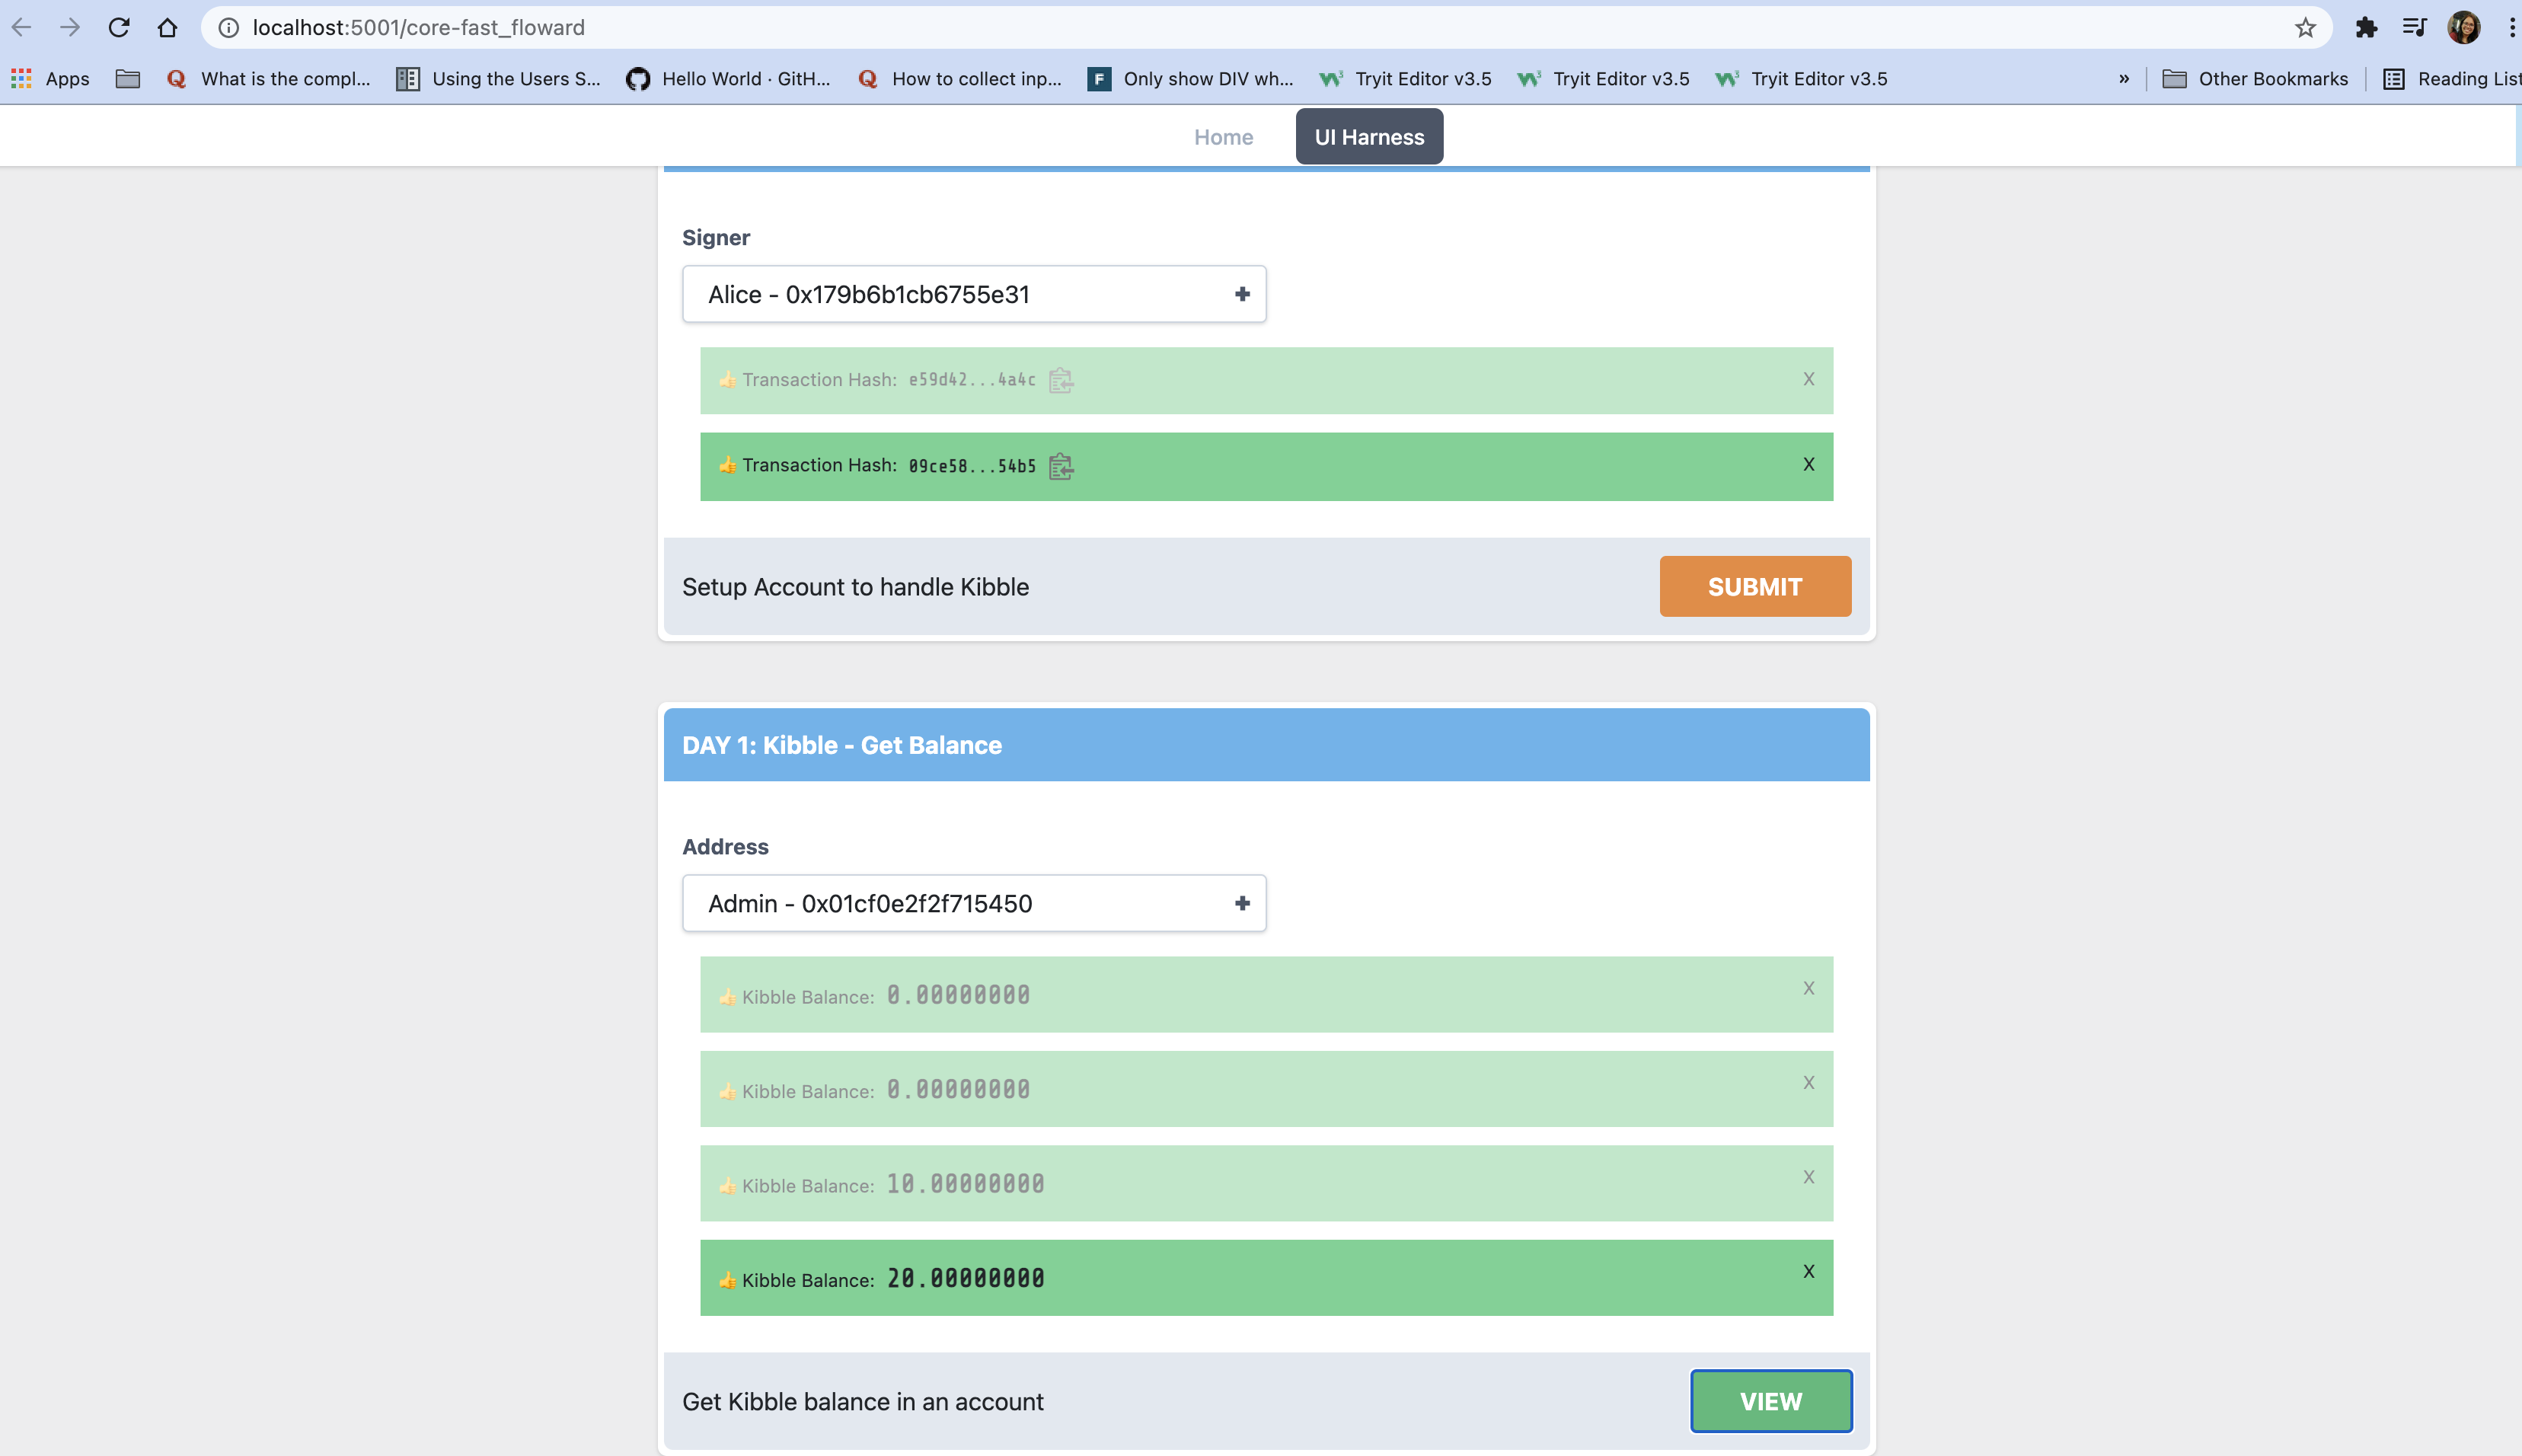 localhost:5001/core-fast_floward
Apps
What is the compl...
Using the Users S...
Hello World · GitH...
How to collect inp...
Only show DIV wh...
Tryit Editor v3.5
Tryit Editor v3.5
Tryit Editor v3.5
»
Other Bookmarks
Reading List
Home
UI Harness
Signer
Alice - 0x179b6b1cb6755e31
👍 Transaction Hash: e59d42...4a4c
X
👍 Transaction Hash: 09ce58...54b5
X
Setup Account to handle Kibble
SUBMIT
DAY 1: Kibble - Get Balance
Address
Admin - 0x01cf0e2f2f715450
👍 Kibble Balance: 0.00000000
X
👍 Kibble Balance: 0.00000000
X
👍 Kibble Balance: 10.00000000
X
👍 Kibble Balance: 20.00000000
X
Get Kibble balance in an account
VIEW